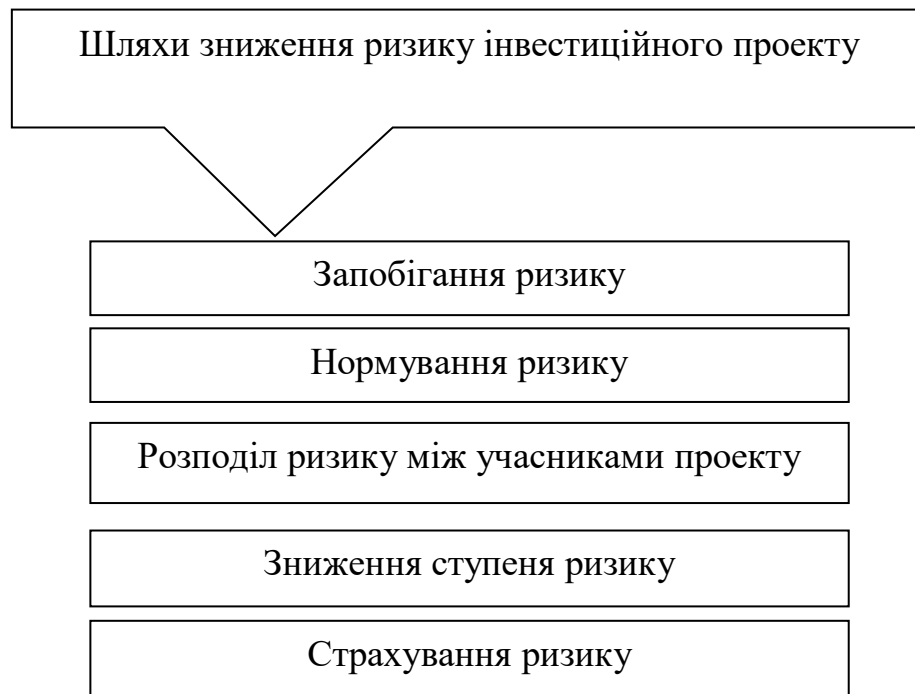 Шляхи зниження ризику інвестиційного проекту
Запобігання ризику
Нормування ризику
Розподіл ризику між учасниками проекту
Зниження ступеня ризику
Страхування ризику